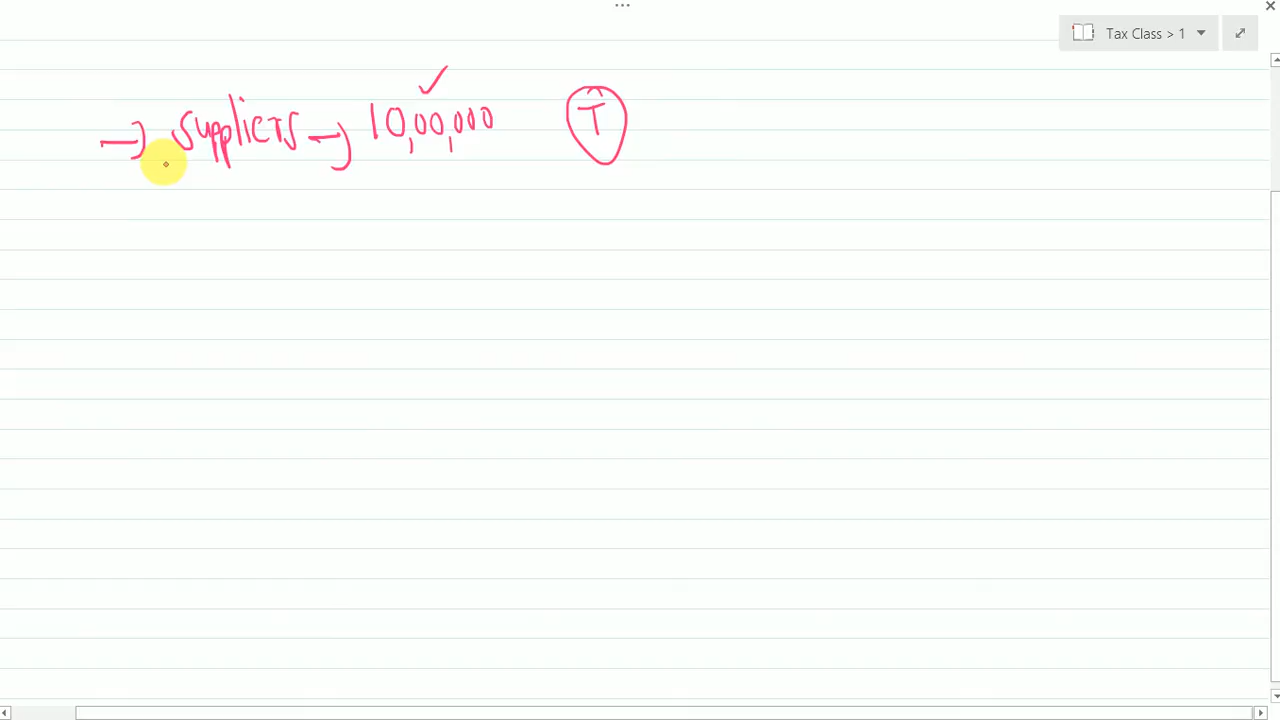 Tax Class > 1
→ suppliers → 10,00,000 ✓ T